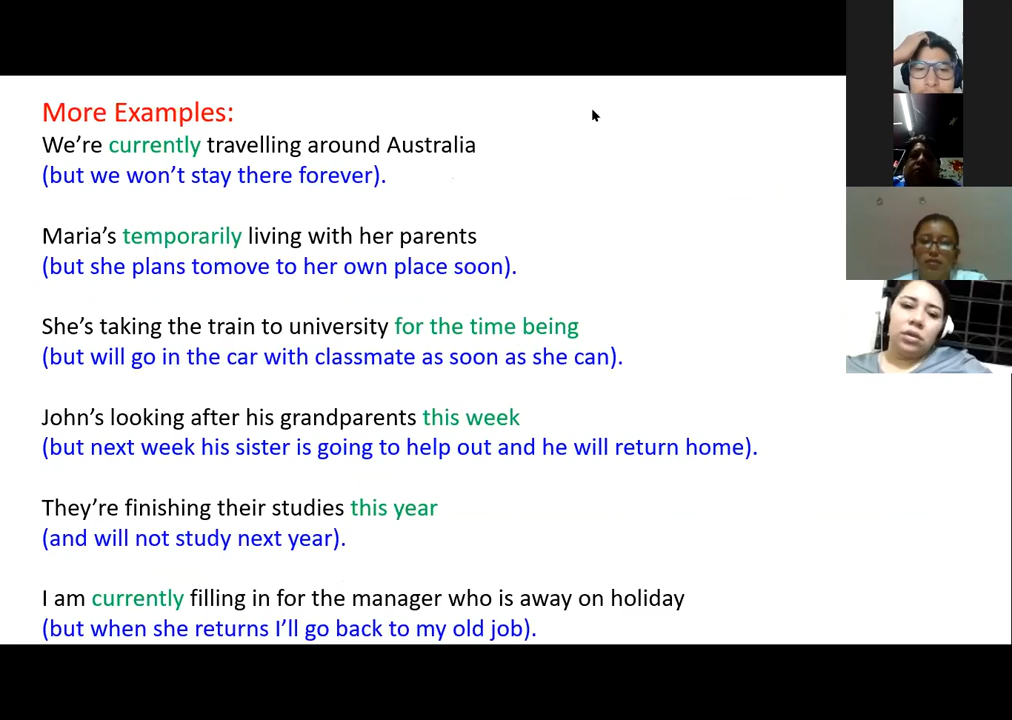 More Examples:
We’re currently travelling around Australia
(but we won’t stay there forever).
Maria’s temporarily living with her parents
(but she plans tomove to her own place soon).
She’s taking the train to university for the time being
(but will go in the car with classmate as soon as she can).
John’s looking after his grandparents this week
(but next week his sister is going to help out and he will return home).
They’re finishing their studies this year
(and will not study next year).
I am currently filling in for the manager who is away on holiday
(but when she returns I’ll go back to my old job).